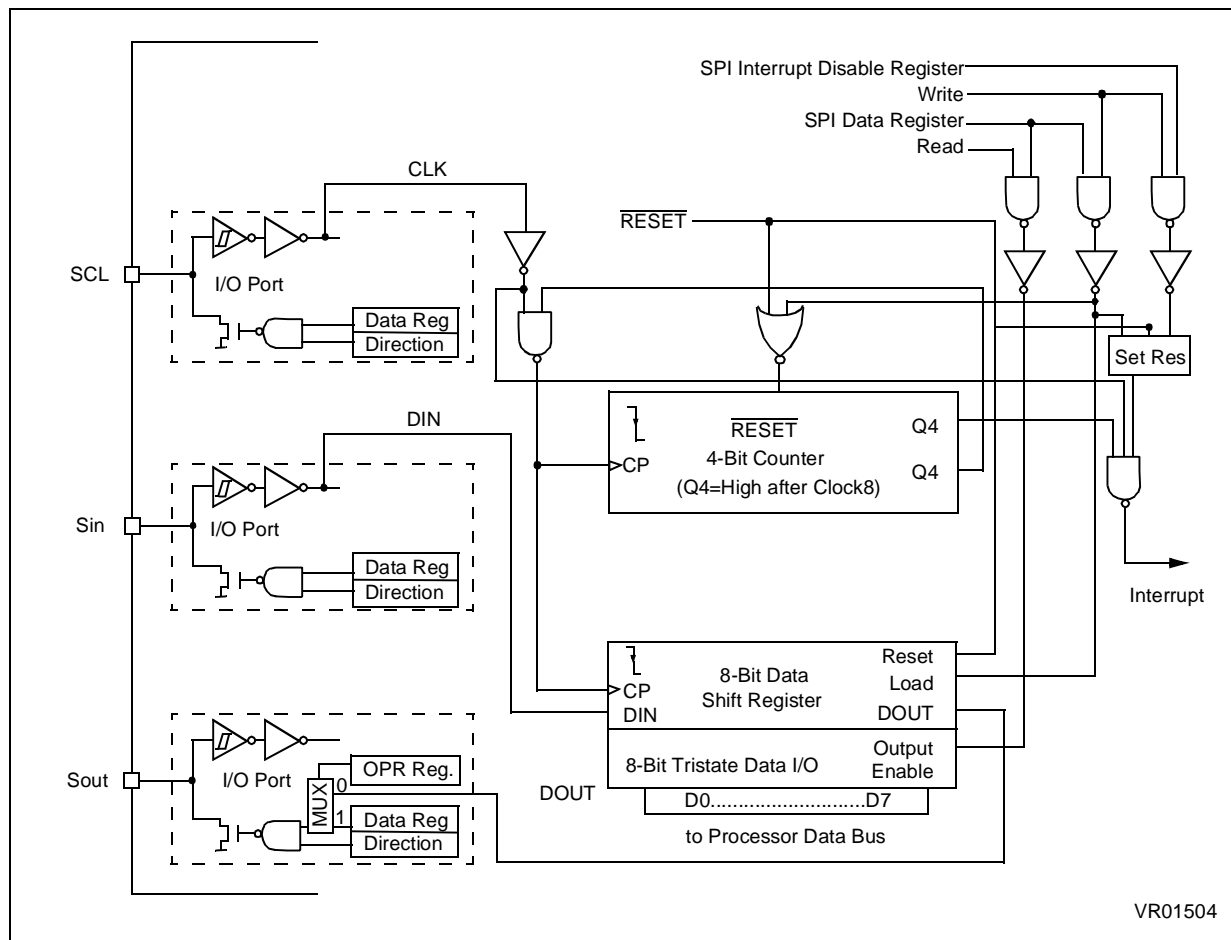 SPI Interrupt Disable Register
Write
SPI Data Register
Read
CLK
RESET
SCL
I/O Port
Data Reg
Direction
Set Res
DIN
RESET
Q4
4-Bit Counter
CP
Q4
(Q4=High after Clock8)
Sin
I/O Port
Data Reg
Direction
Interrupt
Reset
8-Bit Data
Load
CP
Shift Register
DIN
DOUT
Sout
I/O Port
OPR Reg.
MUX
0
1
Data Reg
Direction
Output
8-Bit Tristate Data I/O
Enable
DOUT
D0............................D7
to Processor Data Bus
VR01504